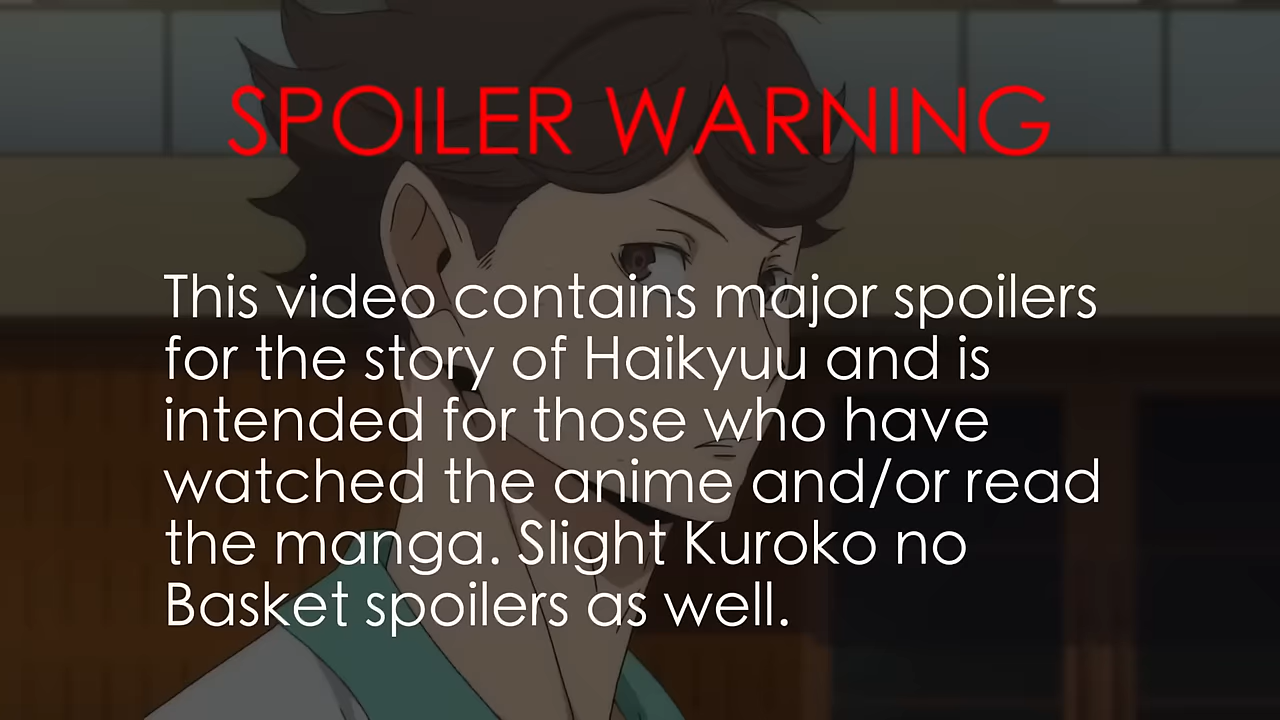 SPOILER WARNING
This video contains major spoilers
for the story of Haikyuu and is
intended for those who have
watched the anime and/or read
the manga. Slight Kuroko no
Basket spoilers as well.